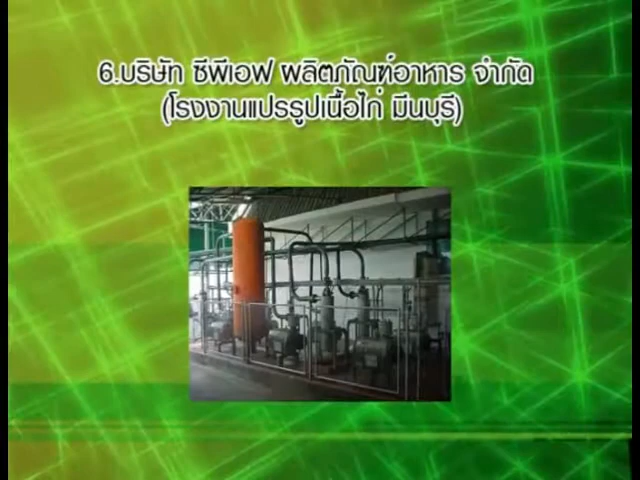 6.บริษัท ซีพีเอฟ ผลิตภัณฑ์อาหาร จำกัด
(โรงงานแปรรูปเนื้อไก่ มีนบุรี)